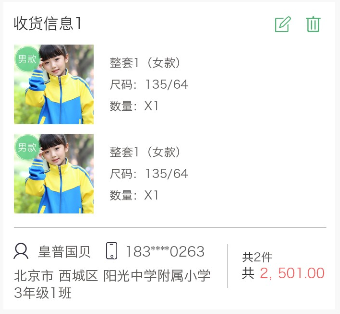 收货信息1
男款
整套1（女款）
尺码：135/64
数量：X1
男款
整套1（女款）
尺码：135/64
数量：X1
皇普国贝 183****0263
北京市 西城区 阳光中学附属小学
3年级1班
共2件
共 2, 501.00